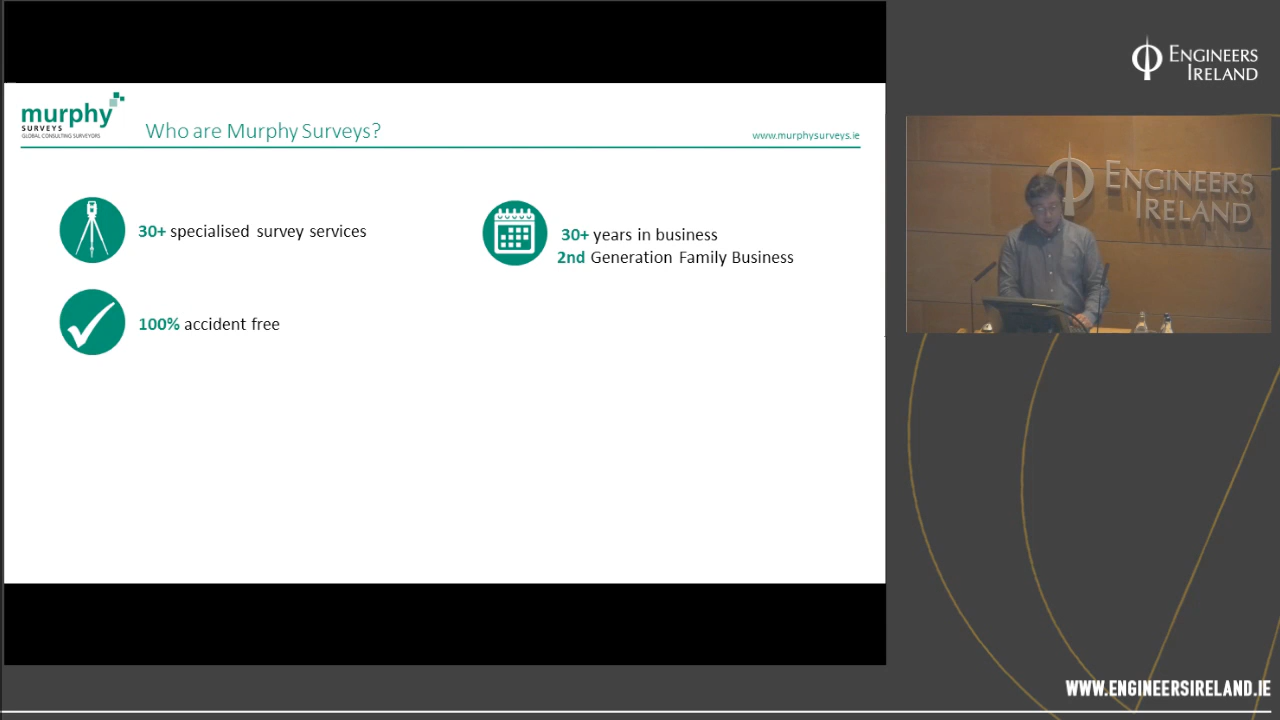 murphy
SURVEYS
GLOBAL CONSULTING SURVEYORS
Who are Murphy Surveys?
www.murphysurveys.ie
30+ specialised survey services
30+ years in business
2nd Generation Family Business
100% accident free
ENGINEERS
IRELAND
ENGINEERS
IRELAND
WWW.ENGINEERSIRELAND.IE